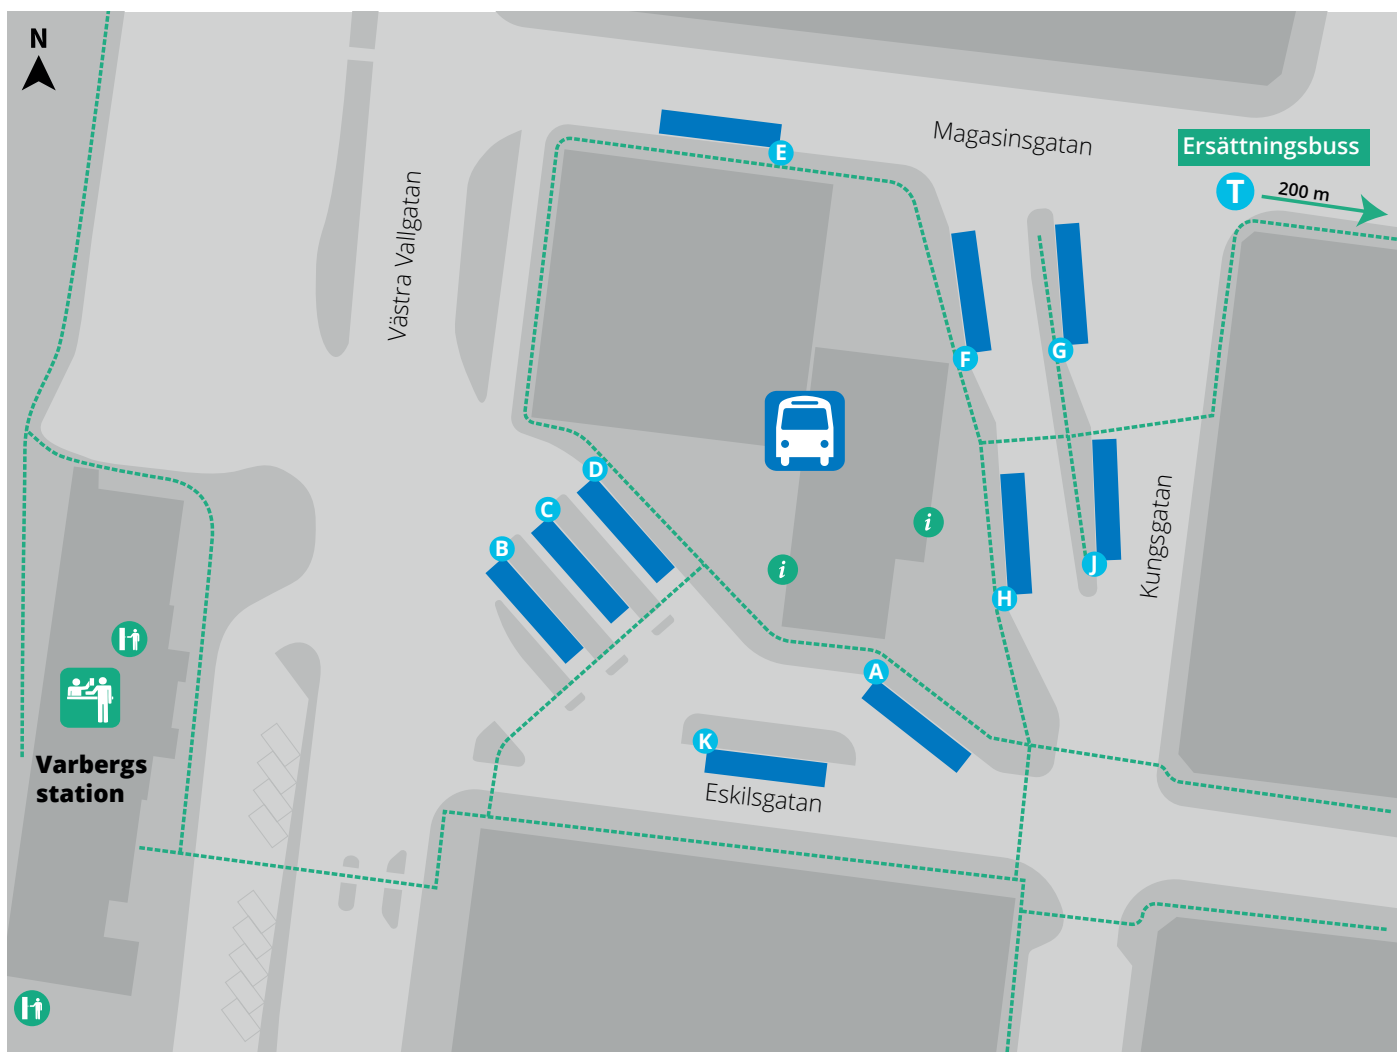 N
Magasinsgatan
Ersättningsbuss
T
200 m
E
Västra Vallgatan
F
G
D
C
B
i
i
J
H
Kungsgatan
A
K
Eskilsgatan
Varbergs
station